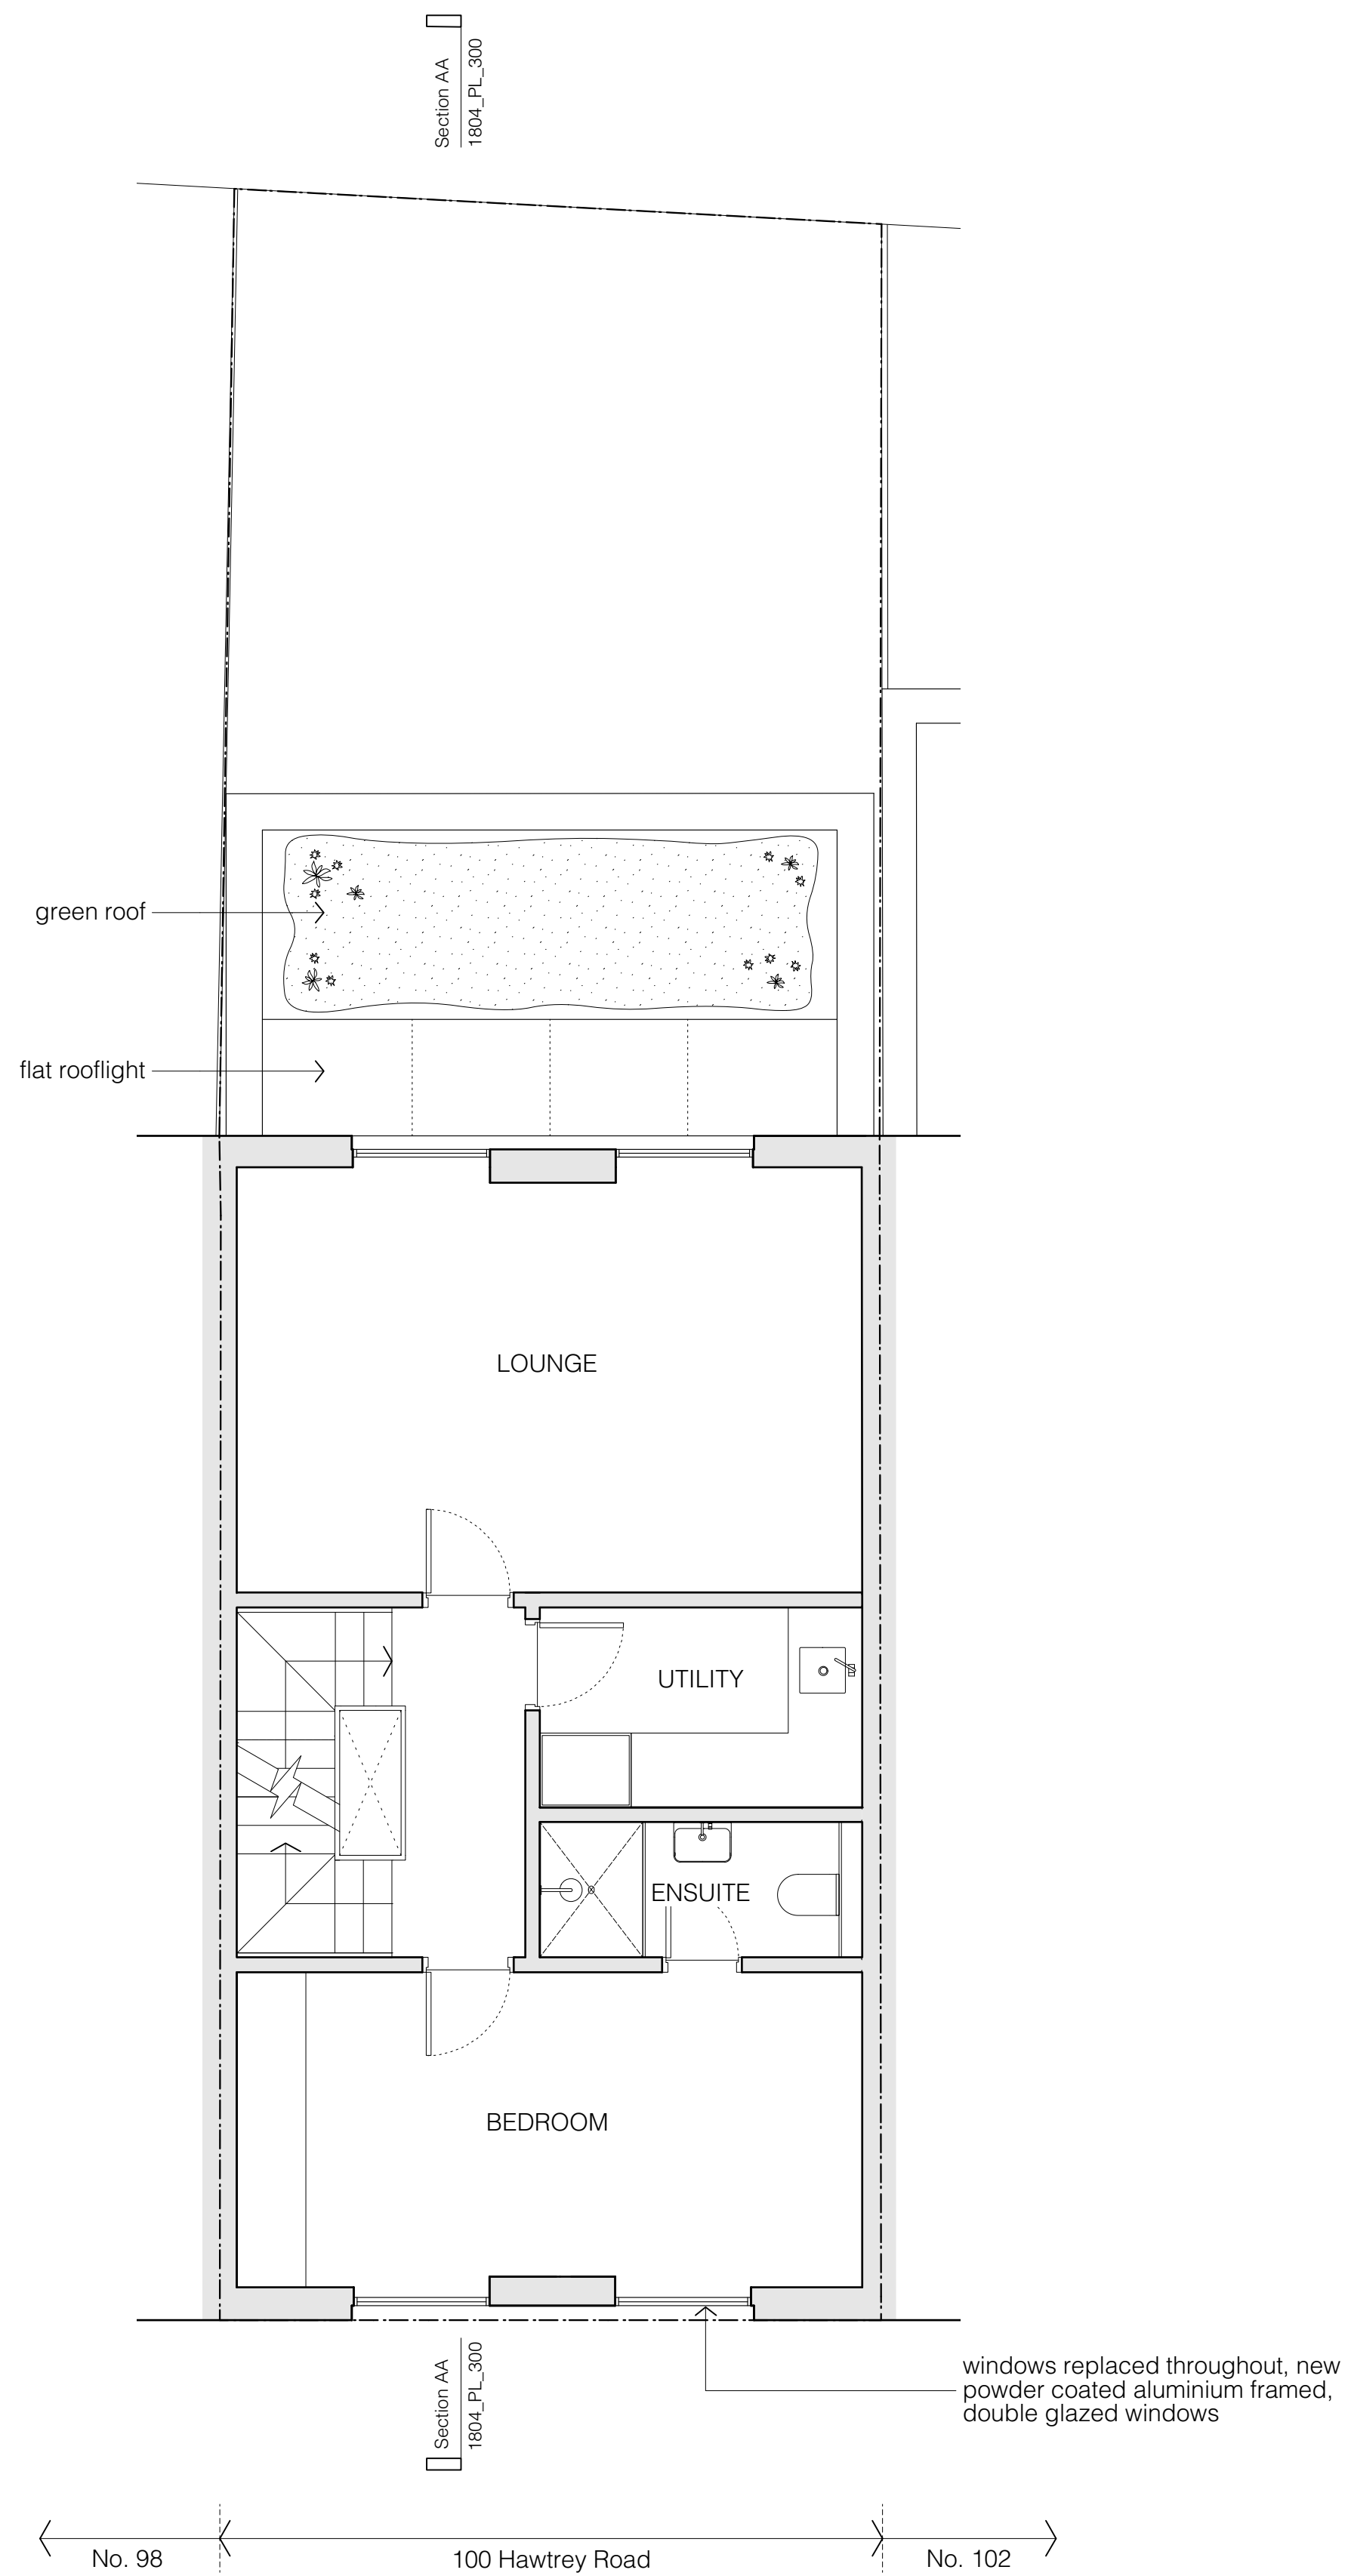 Section AA
1804_PL_300
green roof
flat rooflight
LOUNGE
UTILITY
ENSUITE
BEDROOM
Section AA
1804_PL_300
windows replaced throughout, new
powder coated aluminium framed,
double glazed windows
No. 98
100 Hawtrey Road
No. 102